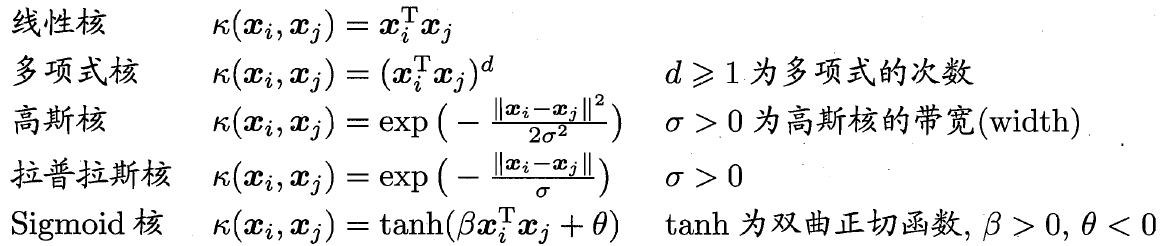 线性核 κ(x_i, x_j) = x_i^T x_j
多项式核 κ(x_i, x_j) = (x_i^T x_j)^d d ⩾ 1 为多项式的次数
高斯核 κ(x_i, x_j) = exp(− ‖x_i−x_j‖² / 2σ²) σ > 0 为高斯核的带宽(width)
拉普拉斯核 κ(x_i, x_j) = exp(− ‖x_i−x_j‖ / σ) σ > 0
Sigmoid 核 κ(x_i, x_j) = tanh(βx_i^T x_j + θ) tanh 为双曲正切函数, β > 0, θ < 0